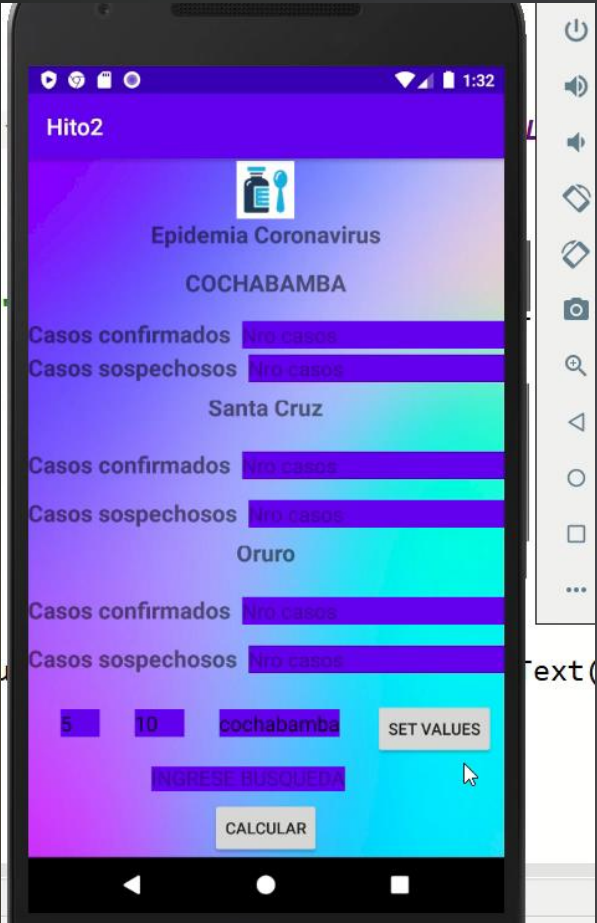 1:32
Hito2
Epidemia Coronavirus
COCHABAMBA
Casos confirmados Nro casos
Casos sospechosos Nro casos
Santa Cruz
Casos confirmados Nro casos
Casos sospechosos Nro casos
Oruro
Casos confirmados Nro casos
Casos sospechosos Nro casos
Text(
5 10 cochabamba SET VALUES
INGRESE BUSQUEDA
CALCULAR